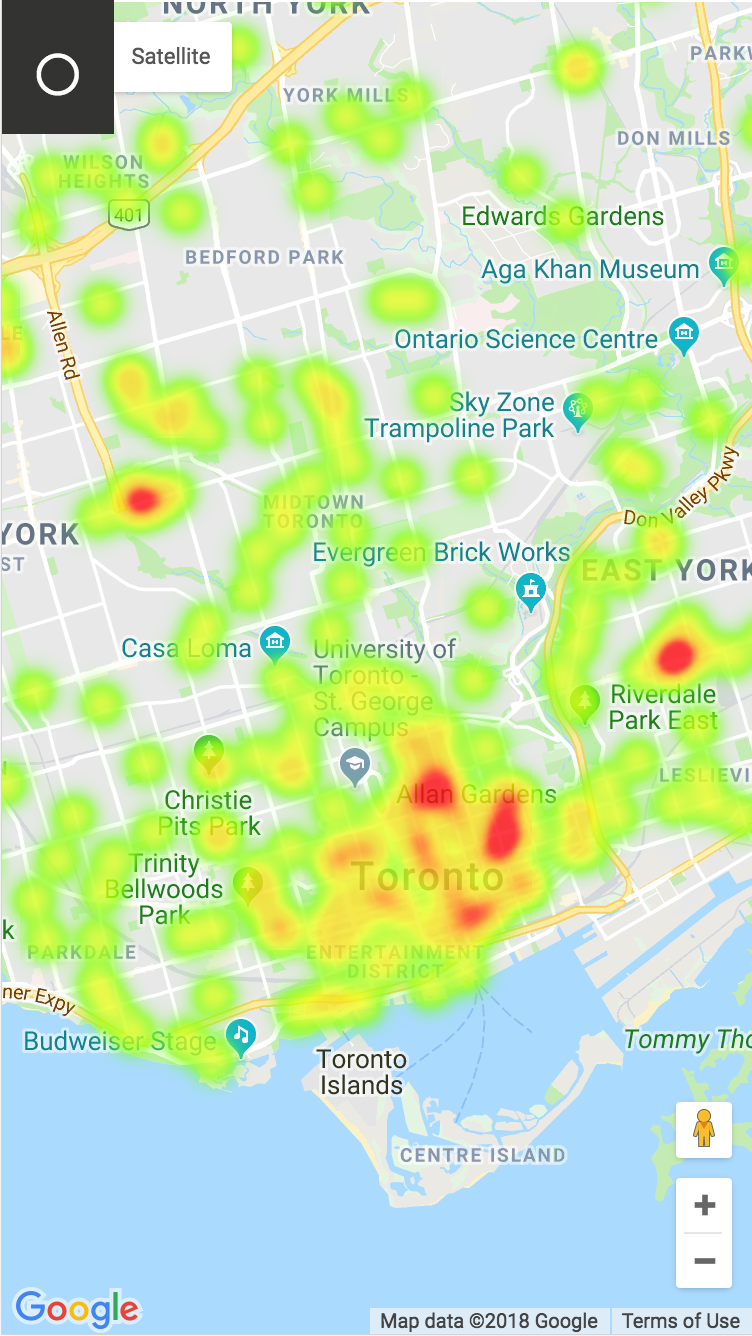 NORTH YORK
Satellite
PARKW
YORK MILLS
DON MILLS
WILSON
HEIGHTS
401
Edwards Gardens
BEDFORD PARK
Aga Khan Museum
Allen Rd
LE
Ontario Science Centre
Sky Zone
Trampoline Park
Don Valley Pkwy
MIDTOWN
TORONTO
YORK
ST
Evergreen Brick Works
EAST YORK
Casa Loma
University of
Toronto -
St. George
Campus
Riverdale
Park East
LESLIEVI
Allan Gardens
Christie
Pits Park
Trinity
Bellwoods
Park
Toronto
k
PARKDALE
ENTERTAINMENT
DISTRICT
ner Expy
Budweiser Stage
Tommy Tho
Toronto
Islands
CENTRE ISLAND
+
−
Google
Map data ©2018 Google
Terms of Use